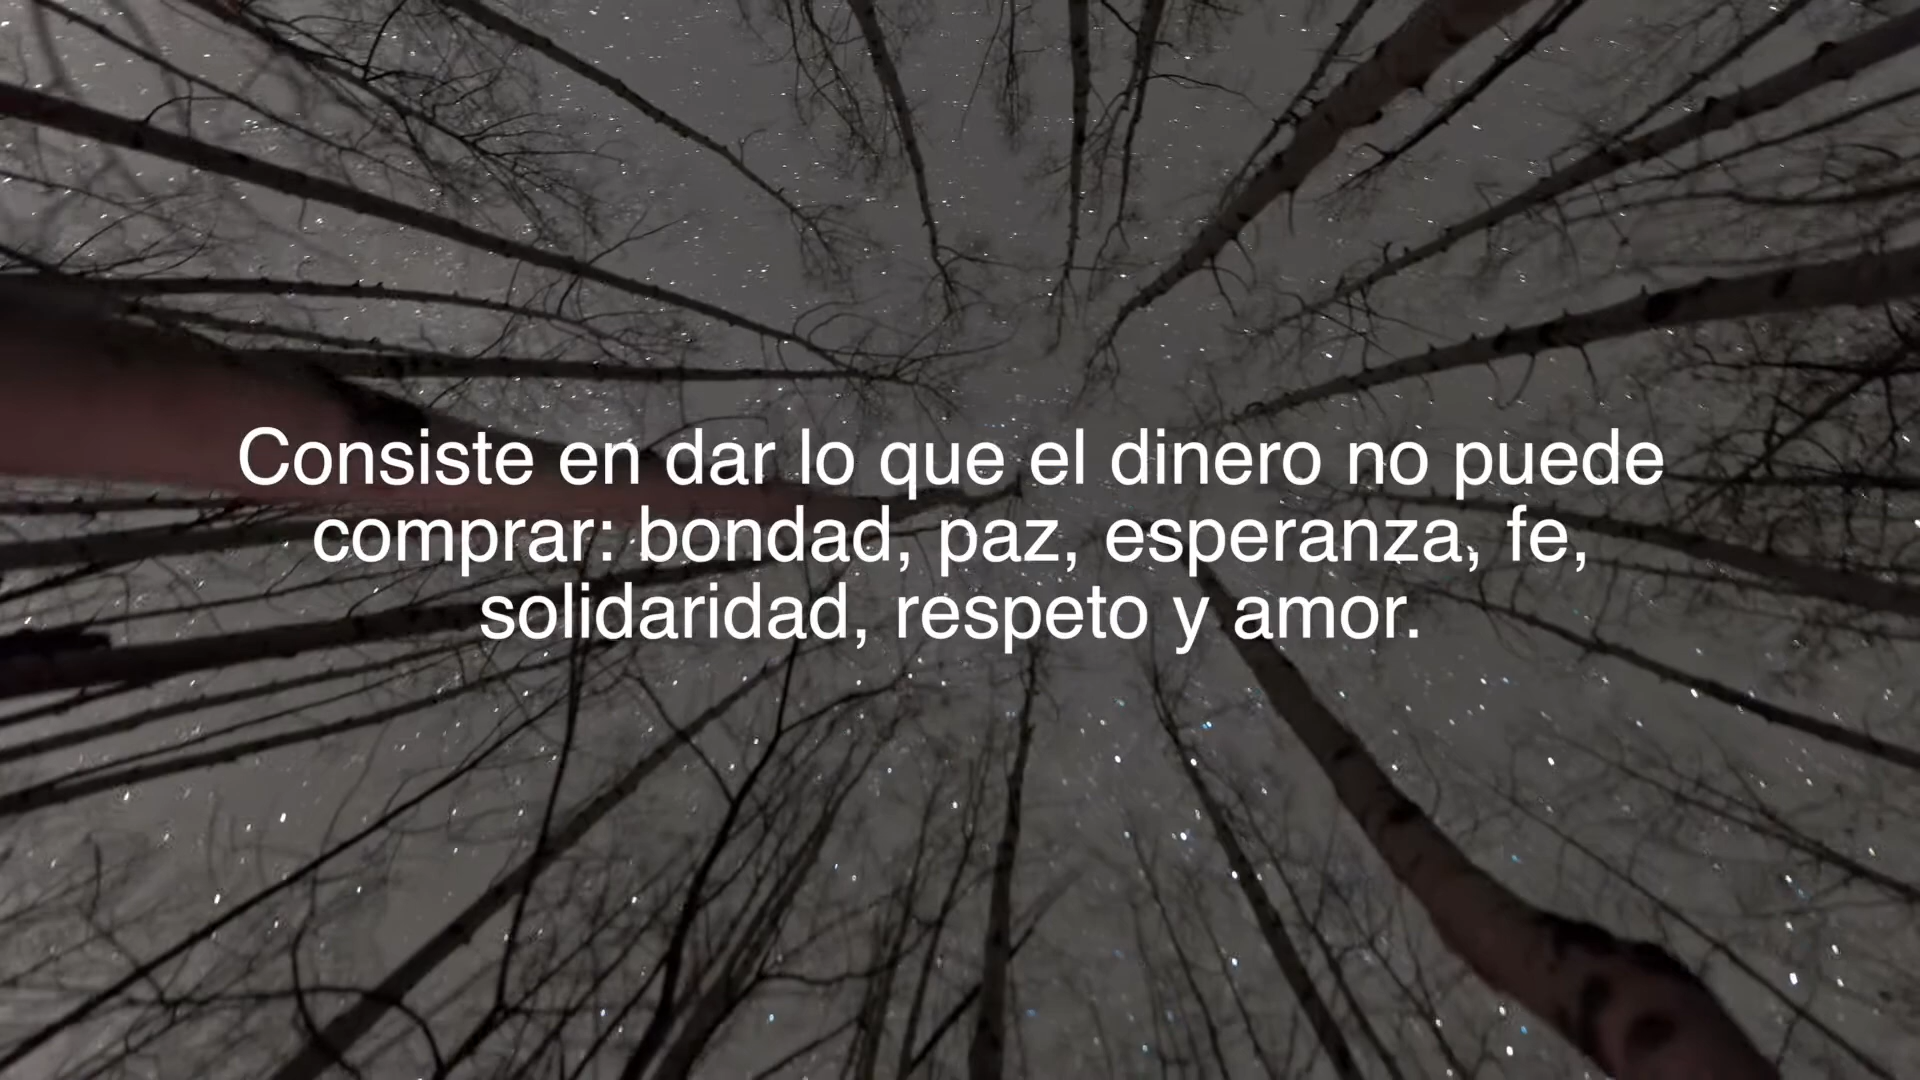 Consiste en dar lo que el dinero no puede
comprar: bondad, paz, esperanza, fe,
solidaridad, respeto y amor.